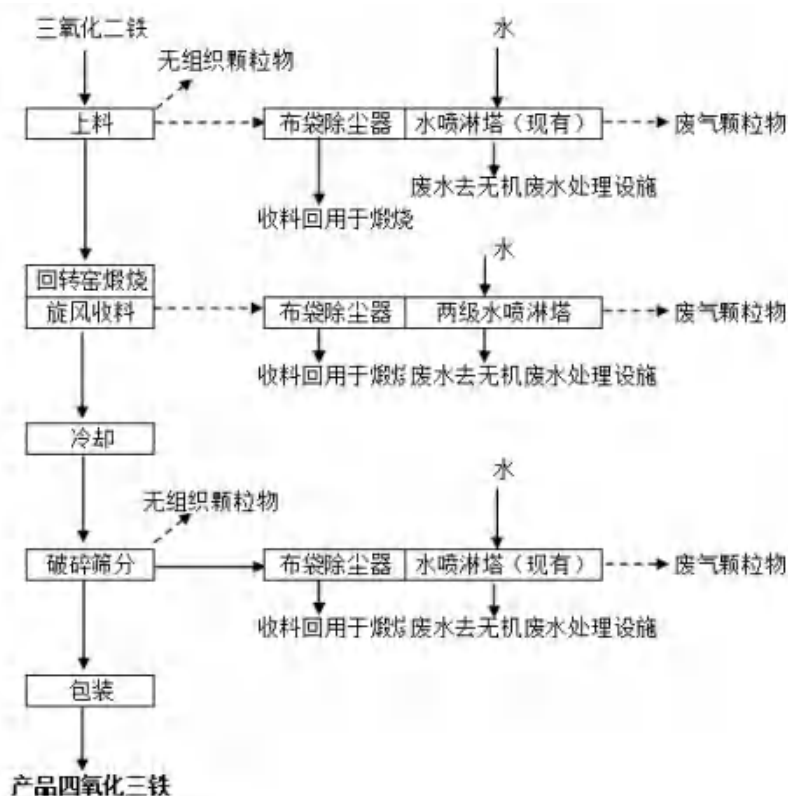 三氧化二铁
水
无组织颗粒物
上料
布袋除尘器
水喷淋塔（现有）
废气颗粒物
废水去无机废水处理设施
收料回用于煅烧
水
回转窑煅烧
旋风收料
布袋除尘器
两级水喷淋塔
废气颗粒物
收料回用于煅
废水去无机废水处理设施
冷却
水
无组织颗粒物
破碎筛分
布袋除尘器
水喷淋塔（现有）
废气颗粒物
收料回用于煅
废水去无机废水处理设施
包装
产品四氧化三铁